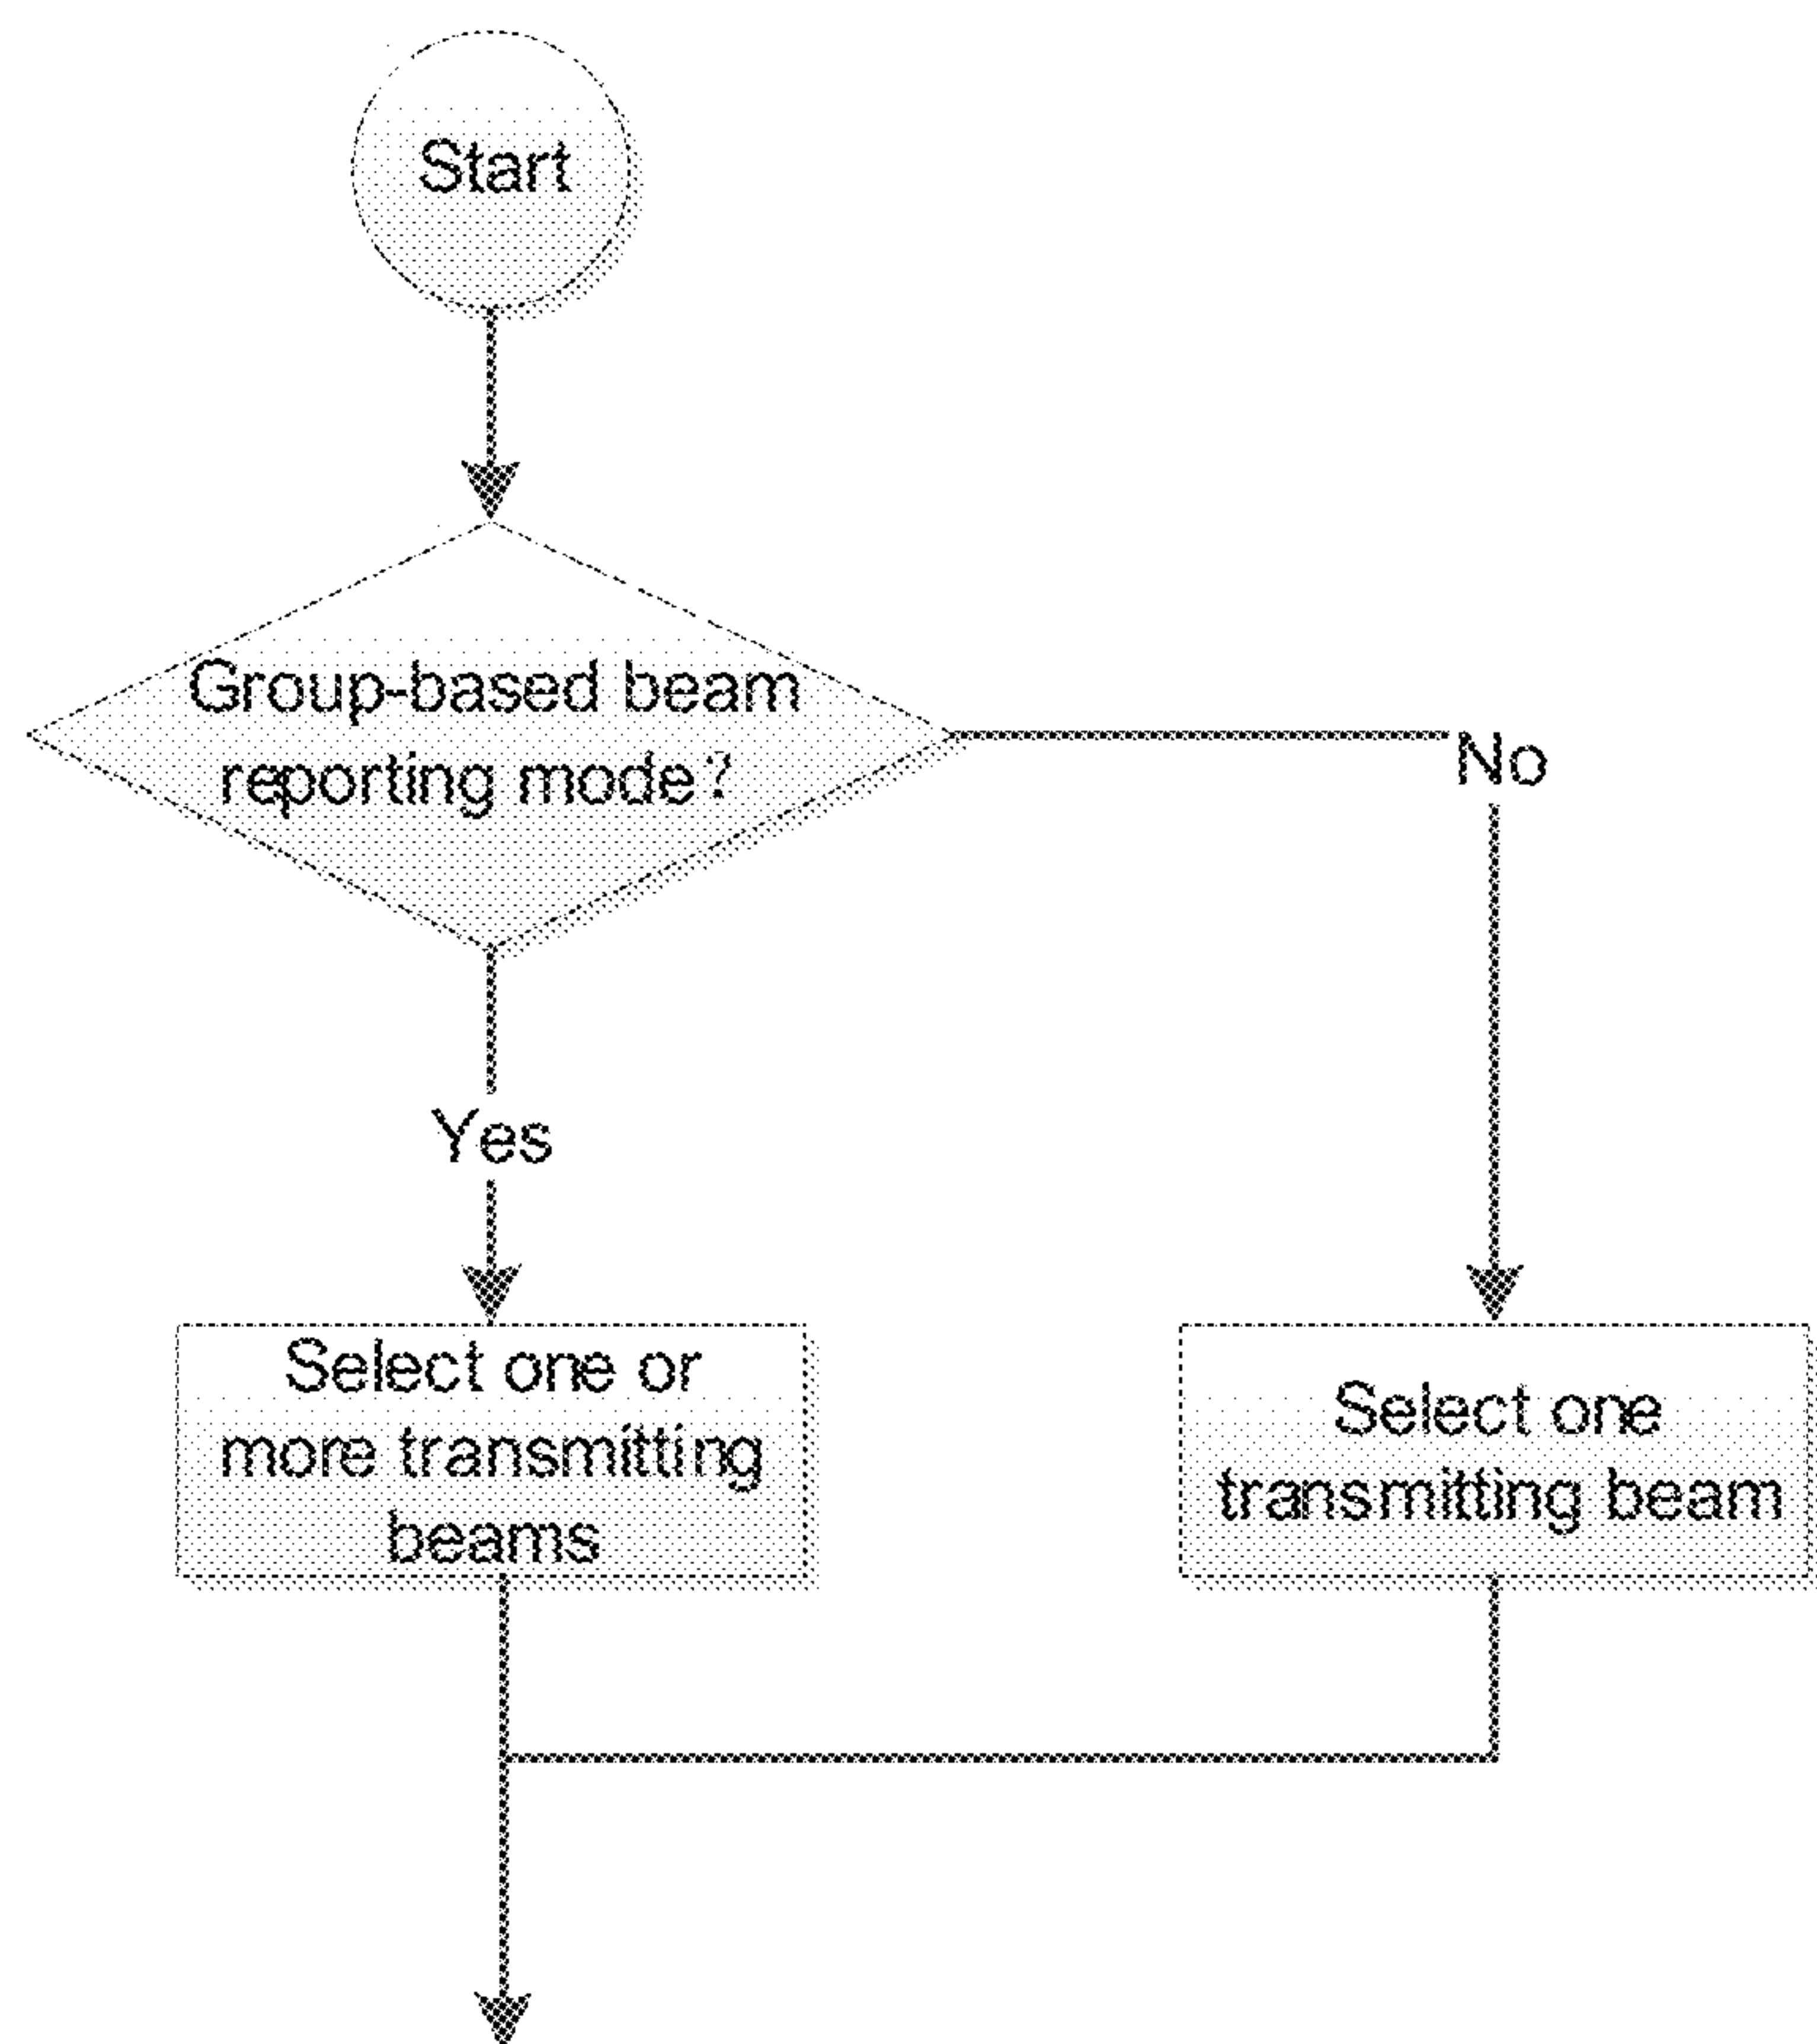 Start
Group-based beam
reporting mode?
No
Yes
Select one or
more transmitting
beams
Select one
transmitting beam